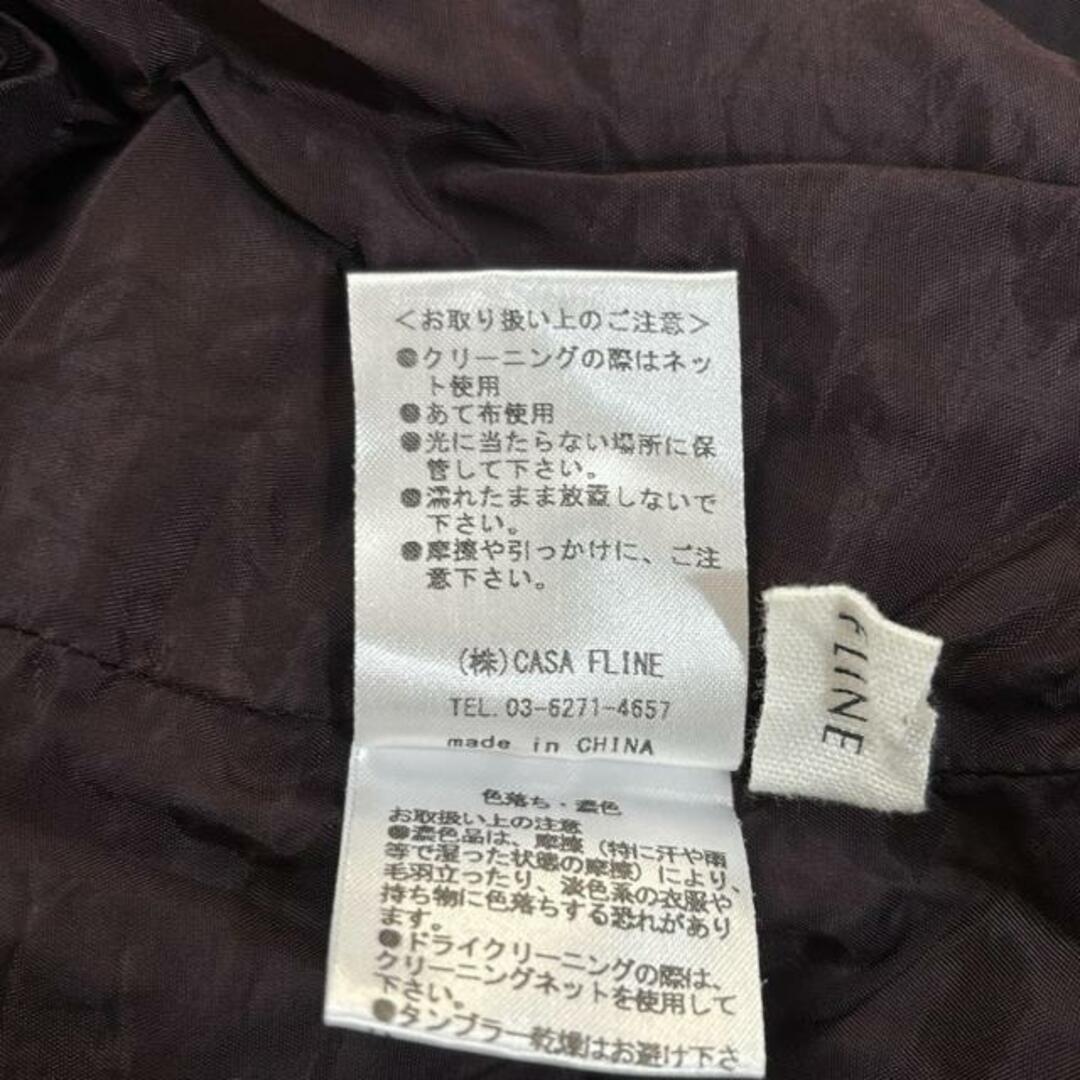 ＜お取り扱い上のご注意＞
●クリーニングの際はネッ
ト使用
●あて布使用
●光に当たらない場所に保
管して下さい。
●濡れたまま放置しないで
下さい。
●摩擦や引っかけに、ご注
意下さい。
(株)CASA FLINE
TEL. 03-6271-4657
made in CHINA
FLINE
色落ち・濃色
お取扱い上の注意
●濃色品は、摩擦（特に汗や雨
等で湿った状態の摩擦）により、
毛羽立ったり、淡色系の衣服や
持ち物に色落ちする恐れがあり
ます。
●ドライクリーニングの際は、
クリーニングネットを使用して
下さい。
●タンブラー乾燥はお避け下さ